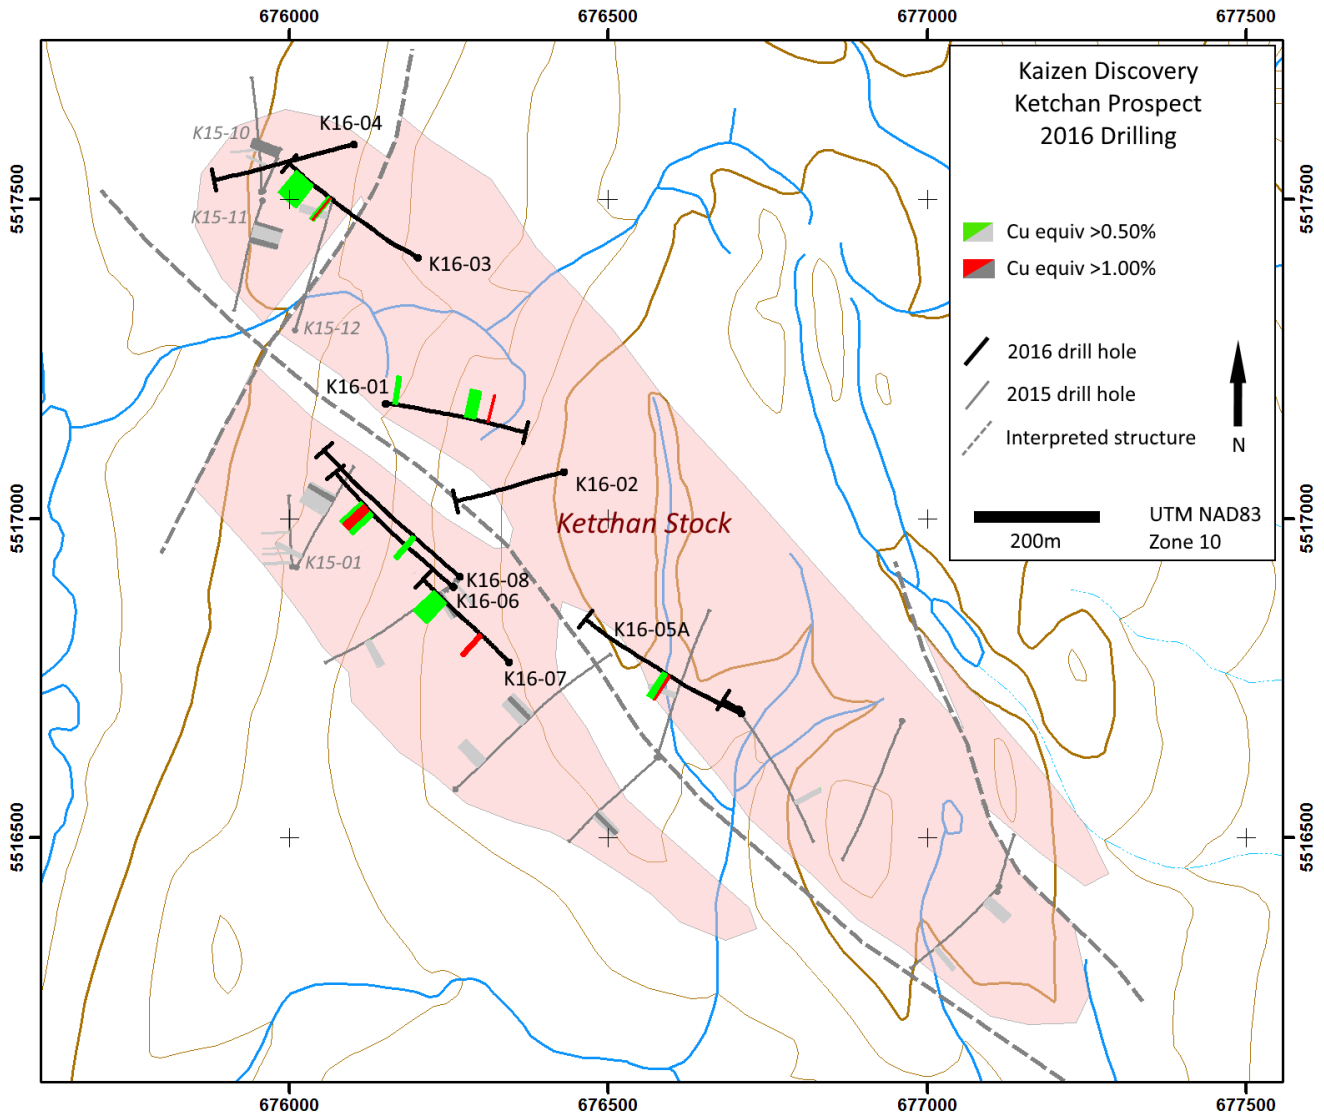 676000
676500
677000
677500
Kaizen Discovery
Ketchan Prospect
2016 Drilling
K16-04
K15-10
5517500
5517500
K15-11
Cu equiv >0.50%
K16-03
Cu equiv >1.00%
K15-12
2016 drill hole
K16-01
2015 drill hole
Interpreted structure
N
K16-02
5517000
5517000
Ketchan Stock
UTM NAD83
200m
Zone 10
K15-01
K16-08
K16-06
K16-05A
K16-07
5516500
5516500
676000
676500
677000
677500